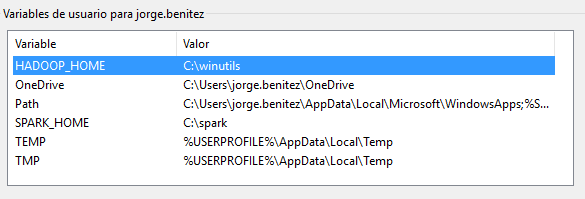 Variables de usuario para jorge.benitez
Variable Valor
HADOOP_HOME C:\winutils
OneDrive C:\Users\jorge.benitez\OneDrive
Path C:\Users\jorge.benitez\AppData\Local\Microsoft\WindowsApps;%S...
SPARK_HOME C:\spark
TEMP %USERPROFILE%\AppData\Local\Temp
TMP %USERPROFILE%\AppData\Local\Temp